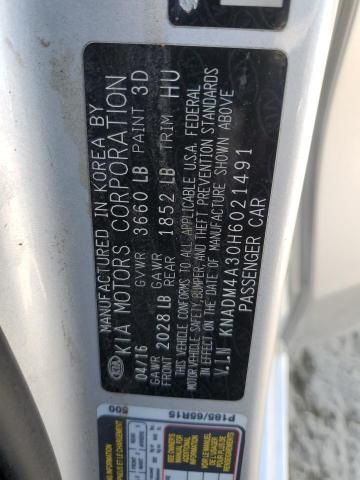 MANUFACTURED IN KOREA BY
KIA MOTORS CORPORATION
04/16 GVWR 3660 LB PAINT 3D
GAWR FRONT 2028 LB GAWR REAR 1852 LB TRIM HU
THIS VEHICLE CONFORMS TO ALL APPLICABLE U.S.A. FEDERAL
MOTOR VEHICLE SAFETY, BUMPER, AND THEFT PREVENTION STANDARDS
IN EFFECT ON THE DATE OF MANUFACTURE SHOWN ABOVE
V.I.N KNADM4A30H6021491
PASSENGER CAR
P185/65R15
500